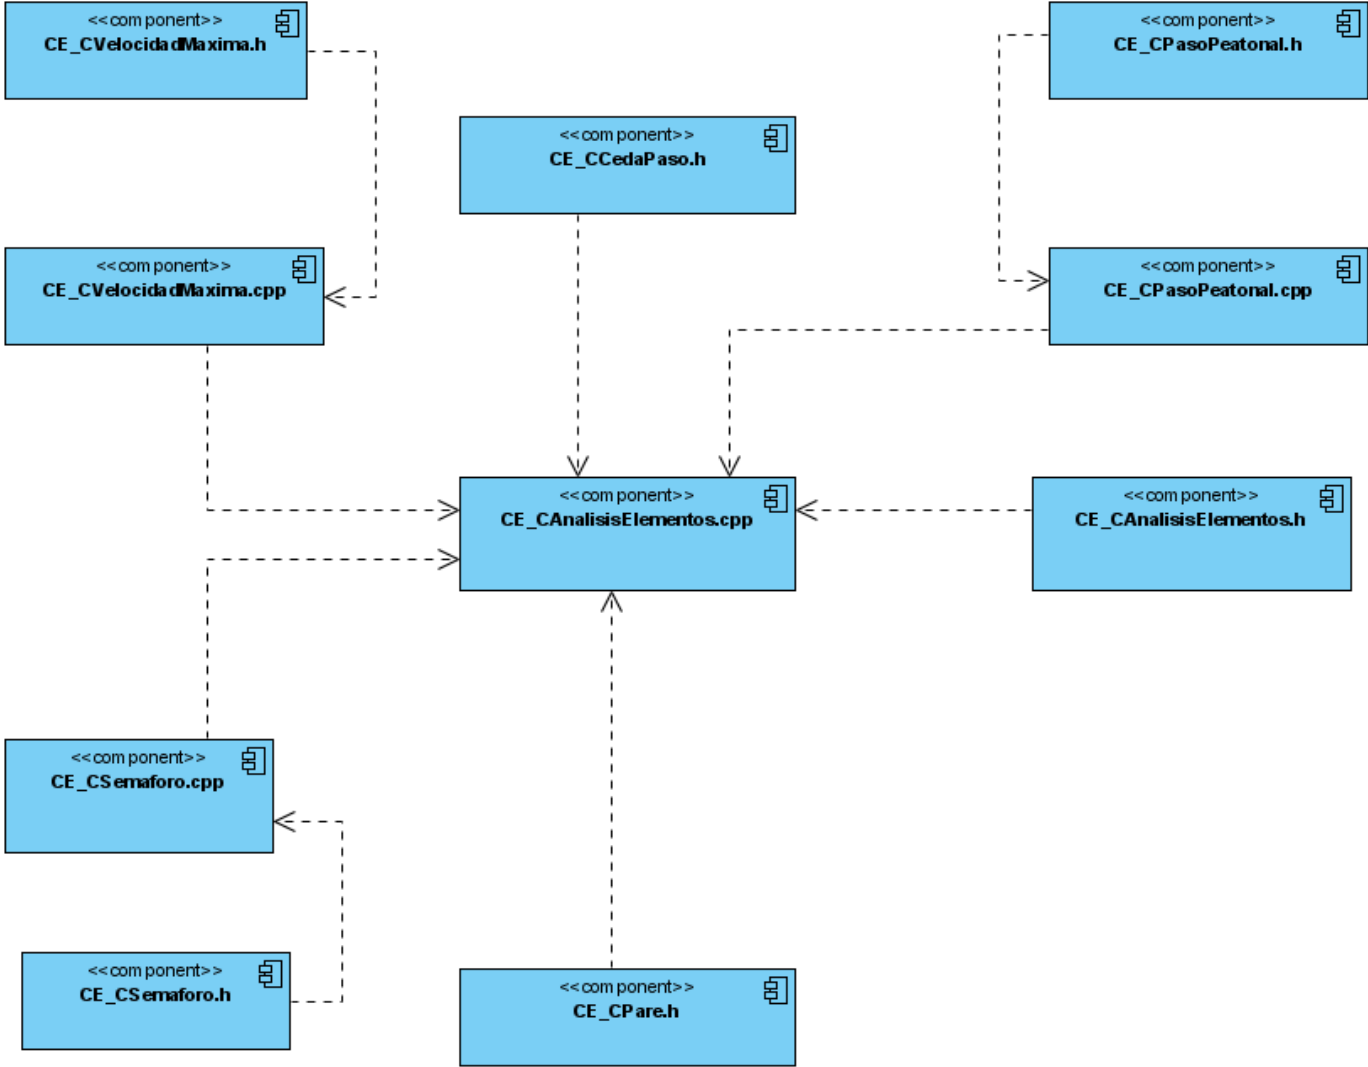 <<component>>
CE_CVelocidadMaxima.h
<<component>>
CE_CPasoPeatonal.h
<<component>>
CE_CCedaPaso.h
<<component>>
CE_CVelocidadMaxima.cpp
<<component>>
CE_CPasoPeatonal.cpp
<<component>>
CE_CAnalisisElementos.cpp
<<component>>
CE_CAnalisisElementos.h
<<component>>
CE_CSemaforo.cpp
<<component>>
CE_CSemaforo.h
<<component>>
CE_CPare.h